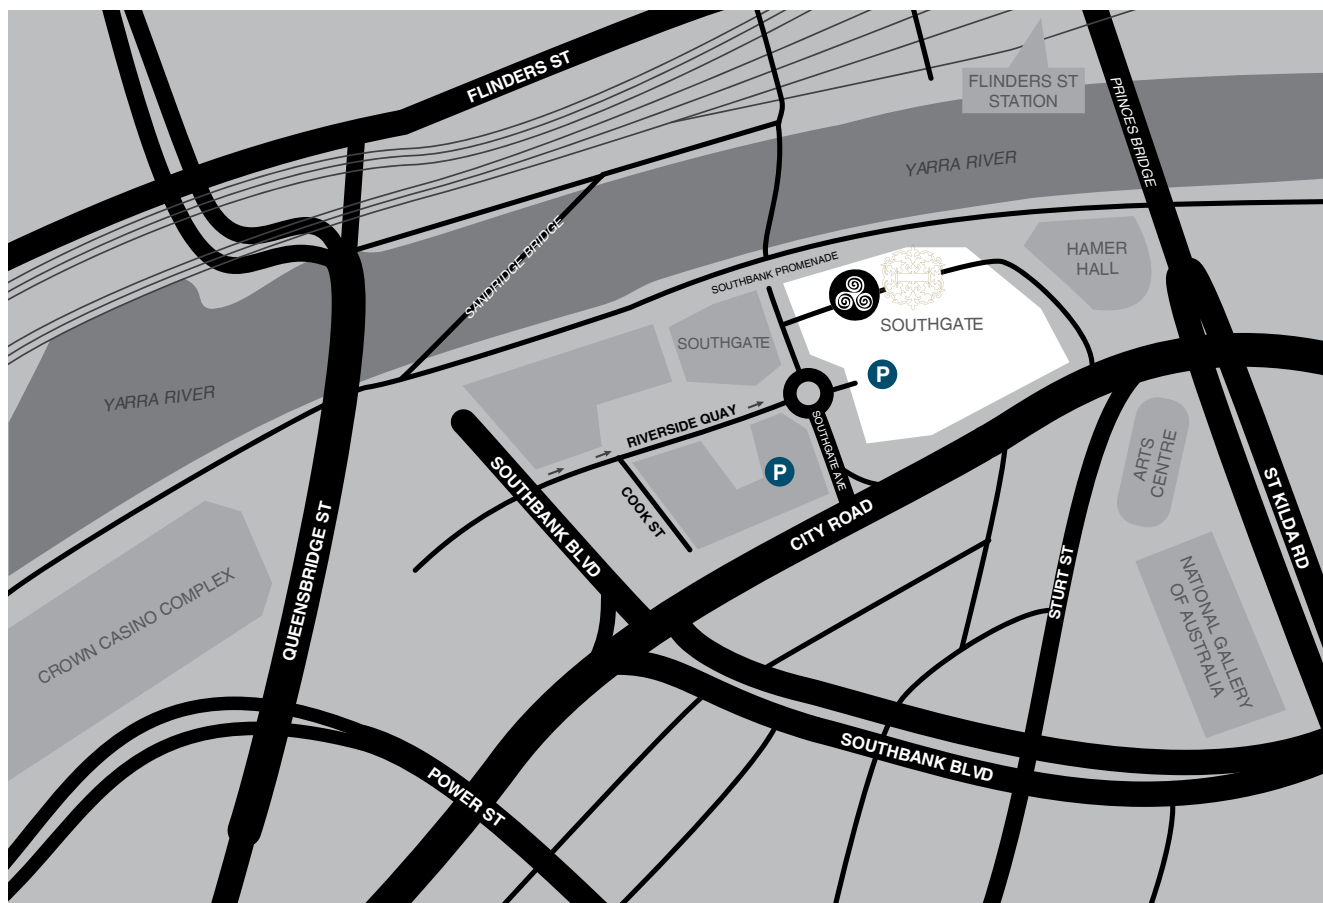 FLINDERS ST
FLINDERS ST
STATION
PRINCES BRIDGE
YARRA RIVER
SANDRIDGE BRIDGE
SOUTHBANK PROMENADE
HAMER
HALL
SOUTHGATE
SOUTHGATE
P
YARRA RIVER
RIVERSIDE QUAY
SOUTHGATE AVE
P
ARTS
CENTRE
ST KILDA RD
SOUTHBANK BLVD
COOK ST
CITY ROAD
QUEENSBRIDGE ST
CROWN CASINO COMPLEX
STURT ST
NATIONAL GALLERY
OF AUSTRALIA
SOUTHBANK BLVD
POWER ST